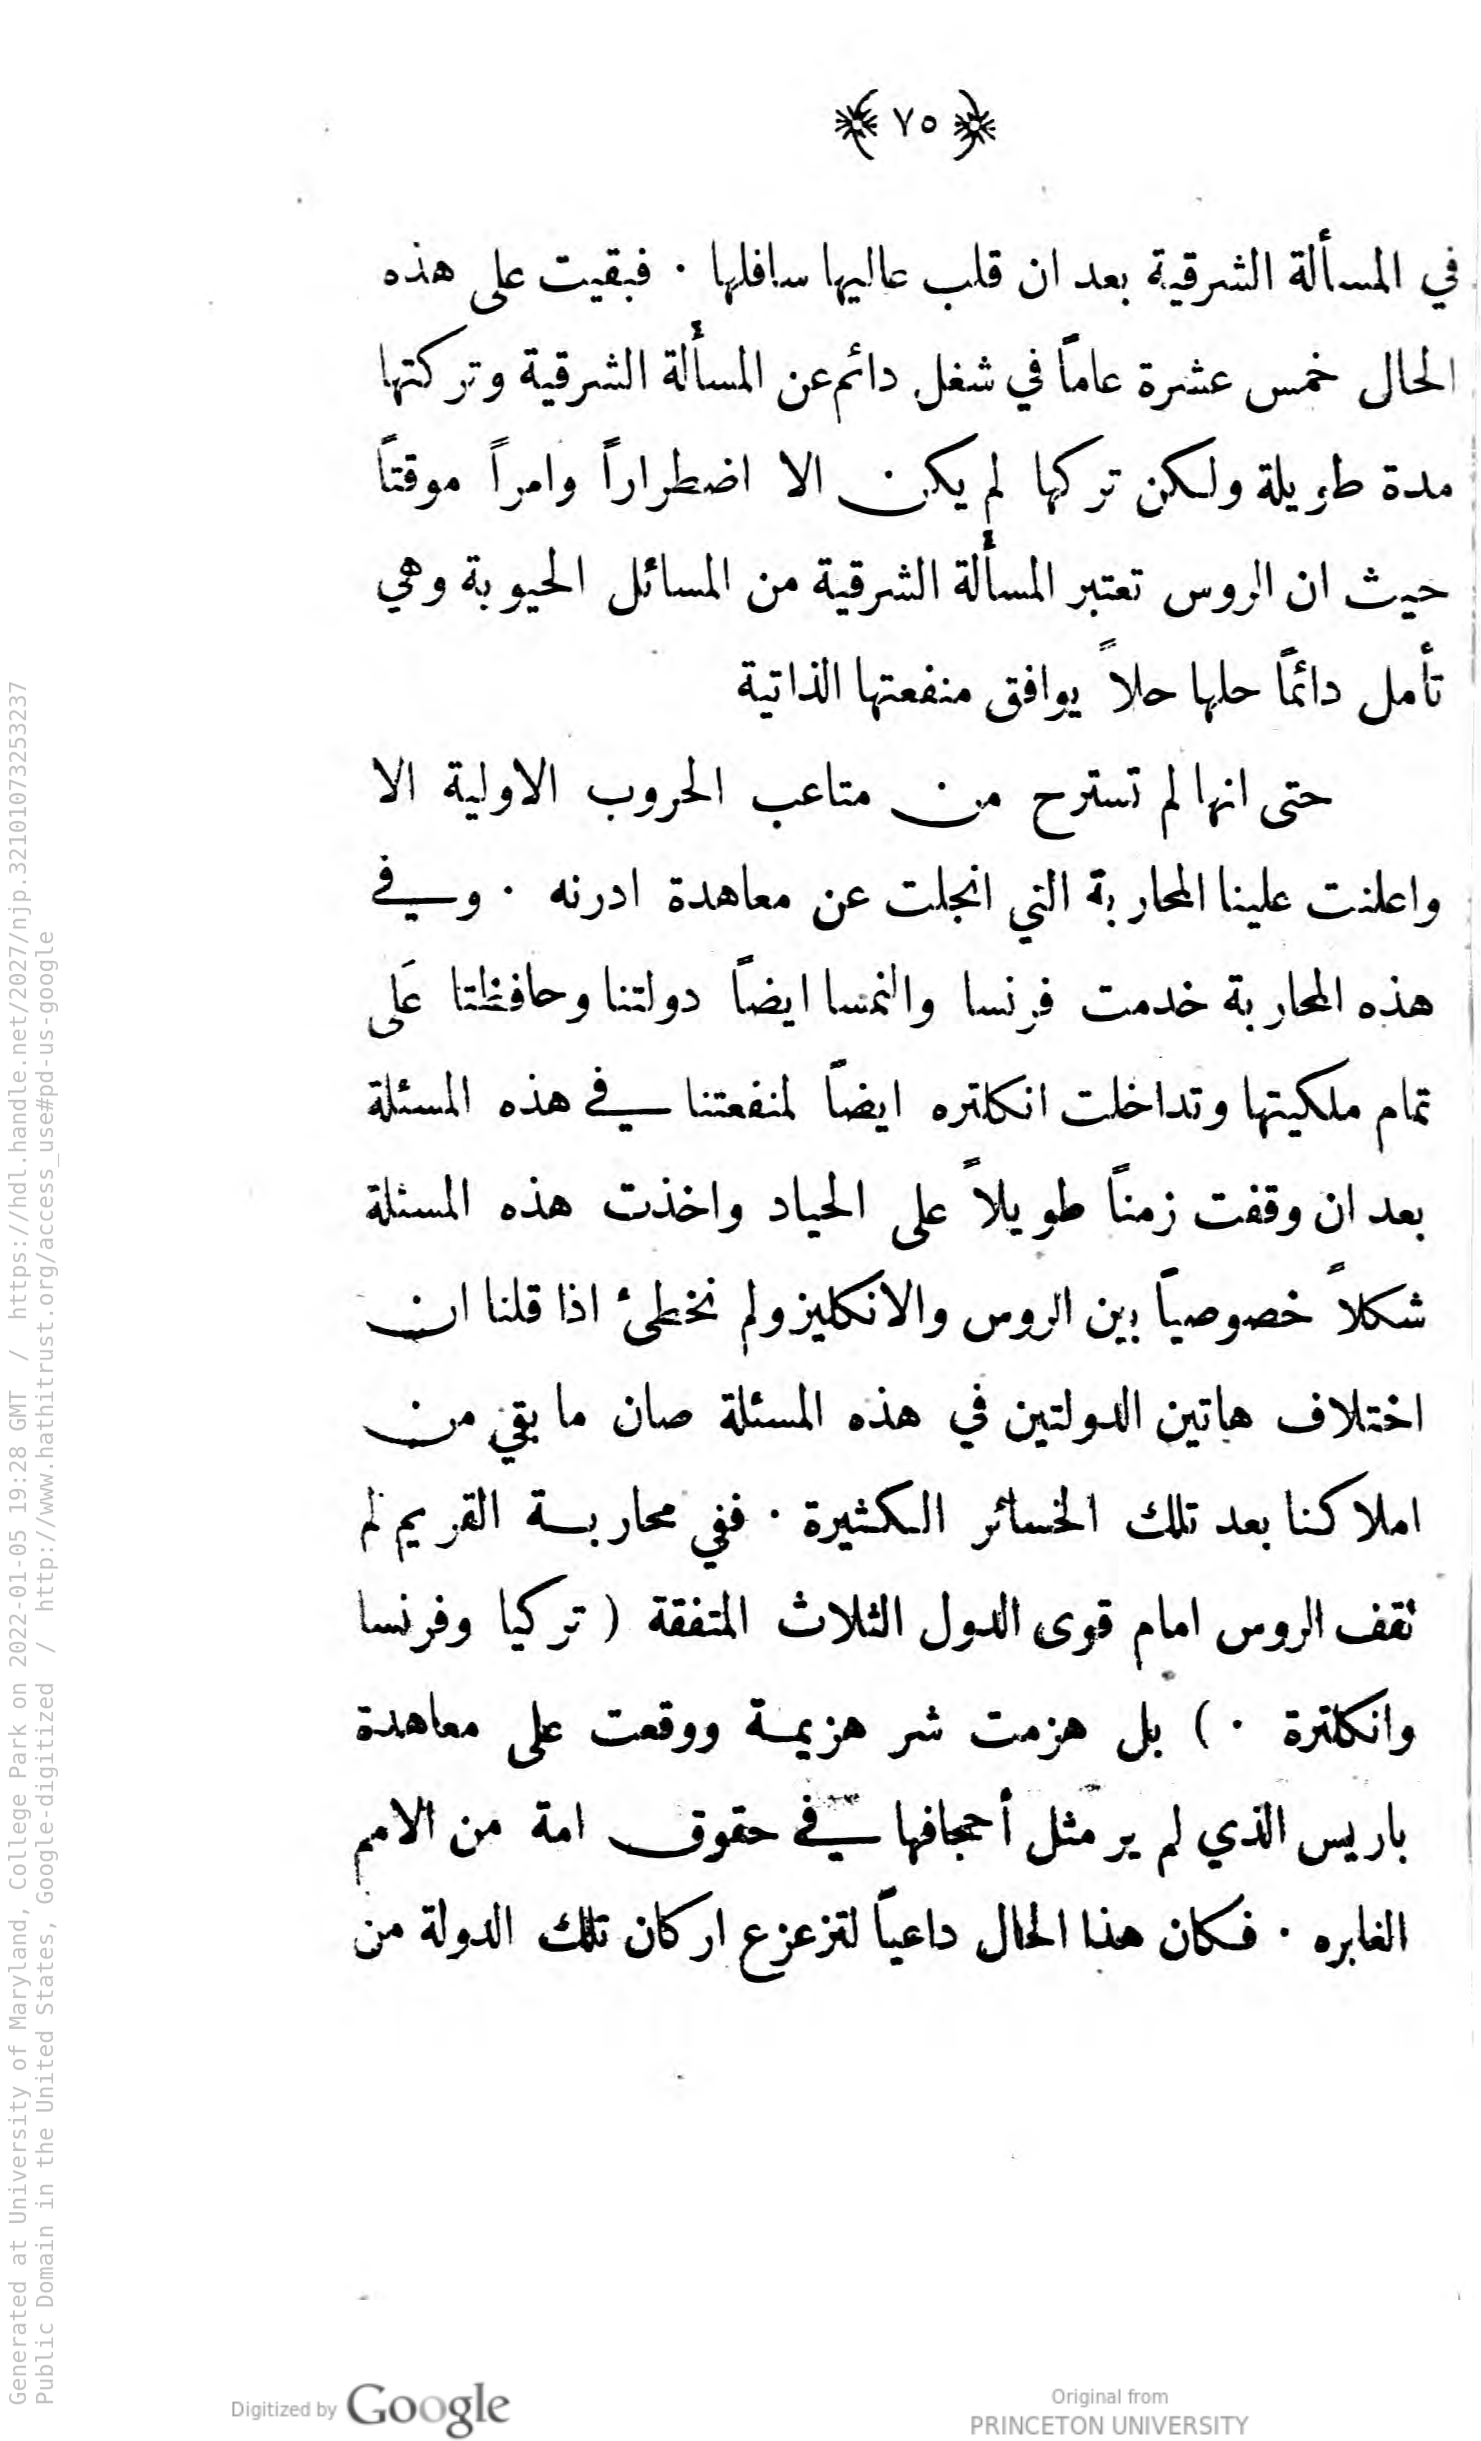 ﴿ ٧٥ ﴾
في المسألة الشرقية بعد ان قلب عاليها سافلها . فبقيت على هذه
الحال خمس عشرة عاماً في شغل دائم عن المسألة الشرقية وتركتها
مدة طويلة ولكن تركها لم يكن الا اضطراراً وامراً موقتاً
حيث ان الروس تعتبر المسألة الشرقية من المسائل الحيوية وهي
تأمل دائماً حلها حلاً يوافق منفعتها الذاتية
حتى انها لم تسترح من متاعب الحروب الاولية الا
واعلنت علينا المحاربة التي انجلت عن معاهدة ادرنه . وفي
هذه المحاربة خدمت فرنسا والنمسا ايضاً دولتنا وحافظتا عَلى
تمام ملكيتها وتداخلت انكلتره ايضاً لمنفعتنا في هذه المسئلة
بعد ان وقفت زمناً طويلاً على الحياد واخذت هذه المسئلة
شكلاً خصوصياً بين الروس والانكليز ولم نخطئ اذا قلنا ان
اختلاف هاتين الدولتين في هذه المسئلة صان ما بقي من
املاكنا بعد تلك الخسائر الكثيرة . ففي محاربة القريم لم
تقف الروس امام قوى الدول الثلاث المتفقة ( تركيا وفرنسا
وانكلترة . ) بل هزمت شر هزيمة ووقعت على معاهدة
باريس الذي لم ير مثل أحجافها في حقوق امة من الامم
الغابره . فكان هذا الحال داعياً لتزعزع اركان تلك الدولة من
Generated at University of Maryland, College Park on 2022-01-05 19:28 GMT / https://hdl.handle.net/2027/njp.32101073253237
Public Domain in the United States, Google-digitized / http://www.hathitrust.org/access_use#pd-us-google
Digitized by Google
Original from
PRINCETON UNIVERSITY